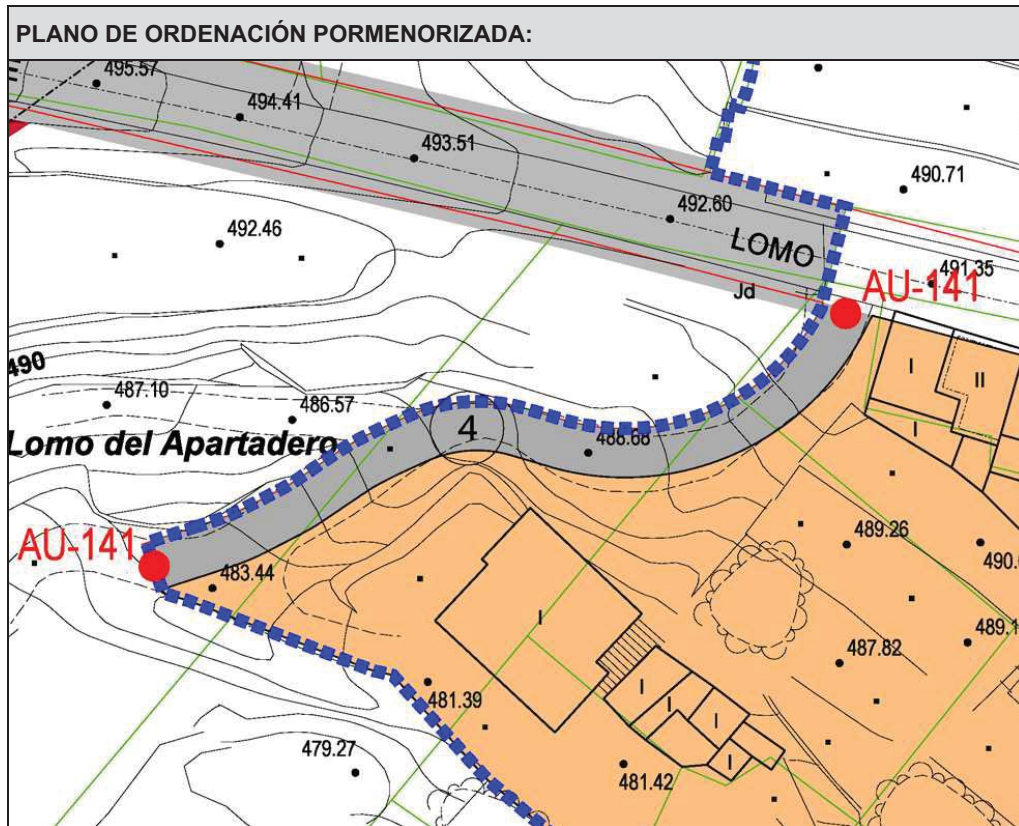 PLANO DE ORDENACIÓN PORMENORIZADA:
495.57
494.41
493.51
490.71
492.60
492.46
LOMO
491.35
Jd
AU-141
490
487.10
486.57
I
II
4
488.68
I
Lomo del Apartadero
AU-141
489.26
483.44
I
487.82
481.39
I
I
I
479.27
481.42
I